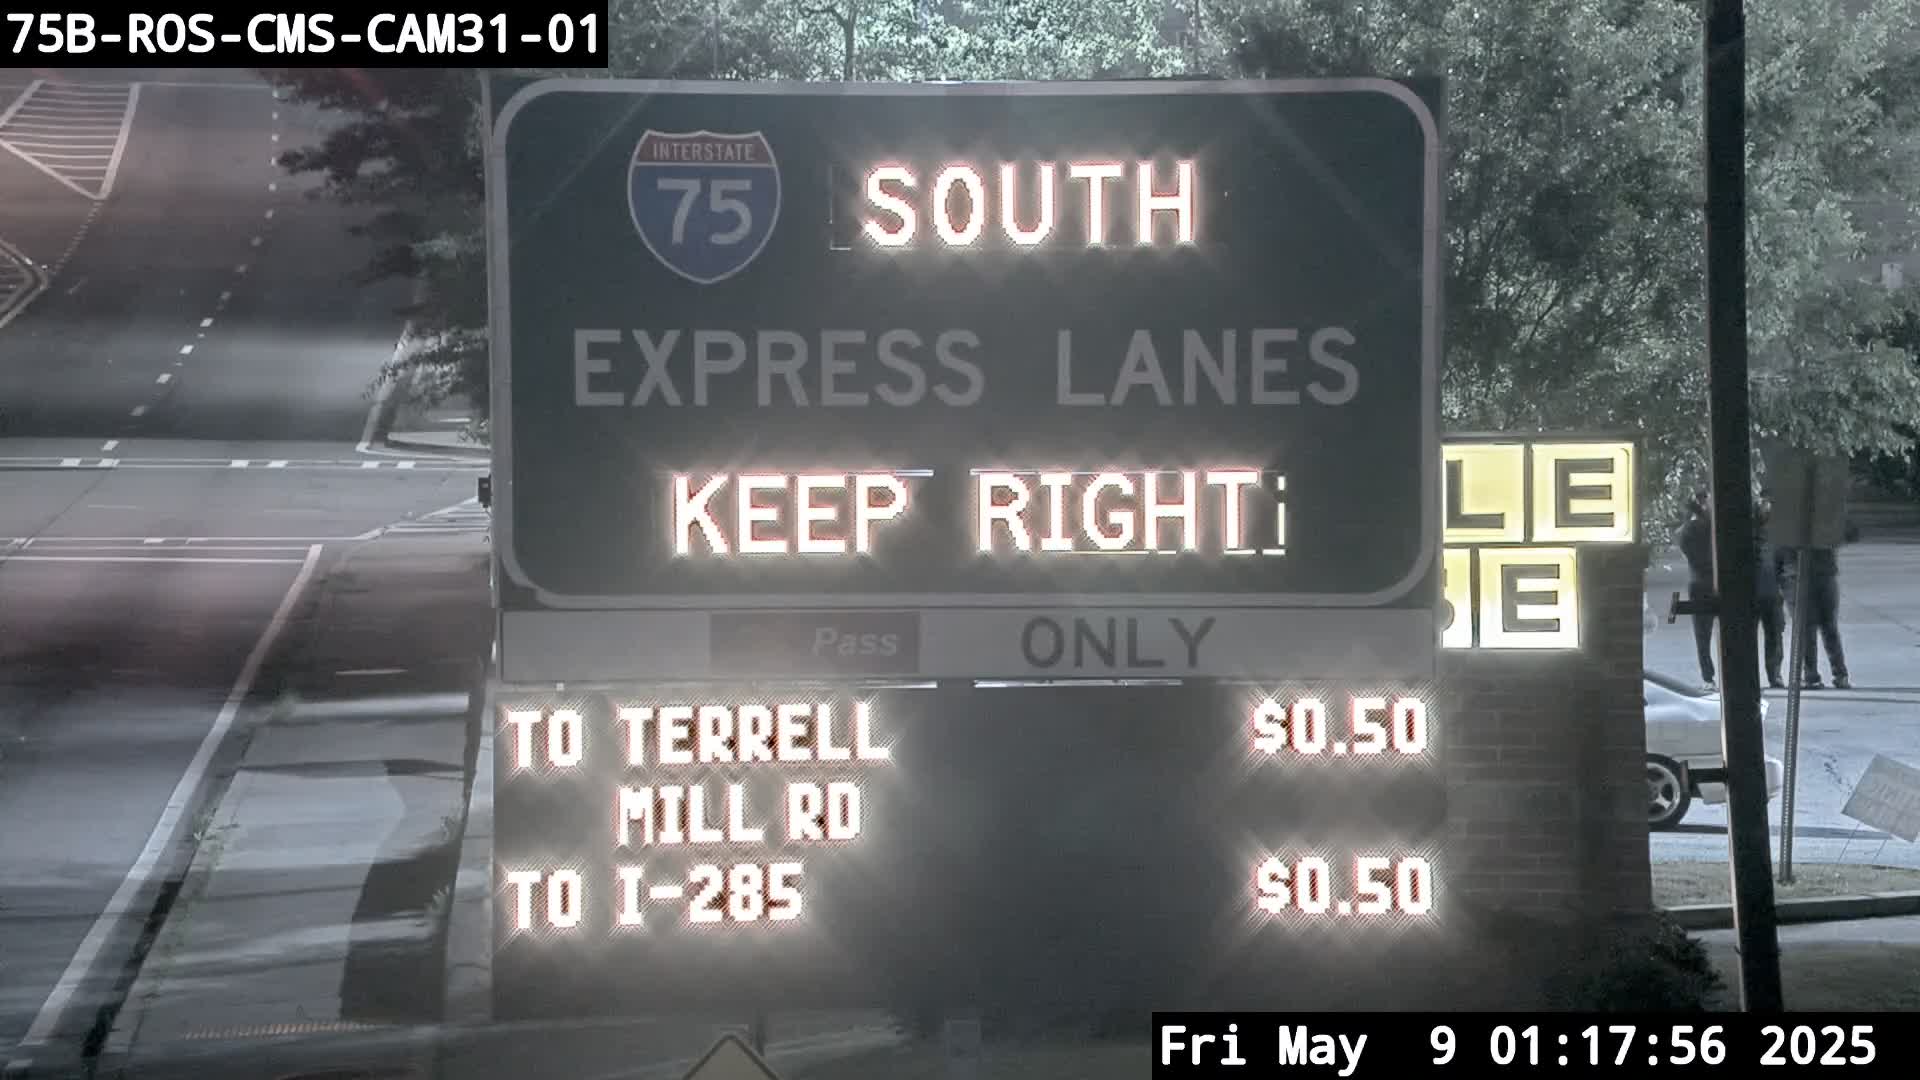 75B-ROS-CMS-CAM31-01
INTERSTATE
75
SOUTH
EXPRESS LANES
KEEP RIGHT
Pass ONLY
TO TERRELL $0.50
MILL RD
TO I-285 $0.50
LE
E
Fri May 9 01:17:56 2025